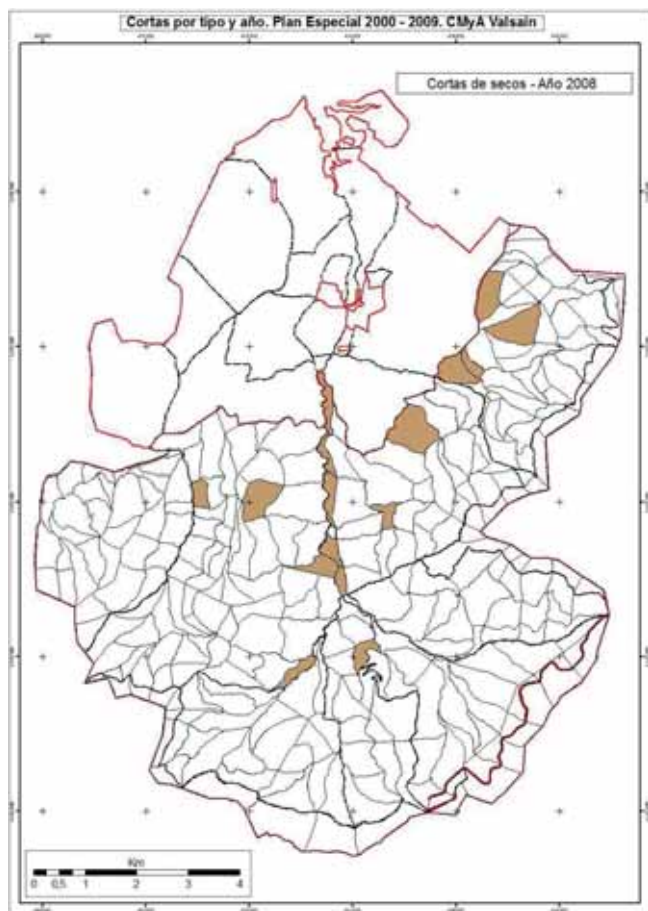 Cortas por tipo y año. Plan Especial 2000 - 2009. CMyA Valsain
Cortas de secos - Año 2008
Km
0 0,5 1 2 3 4